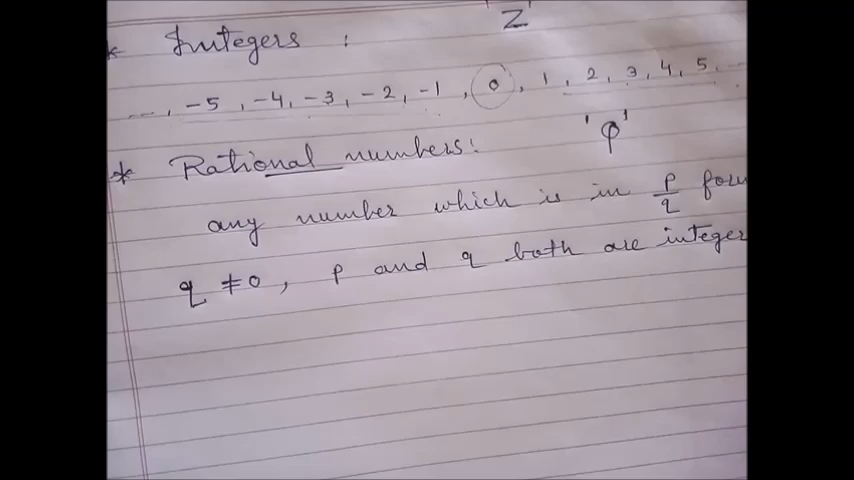 * Integers : 'Z'
..., -5, -4, -3, -2, -1, 0, 1, 2, 3, 4, 5, ...
* Rational numbers: 'φ'
any number which is in p/q form
q ≠ 0, p and q both are integer